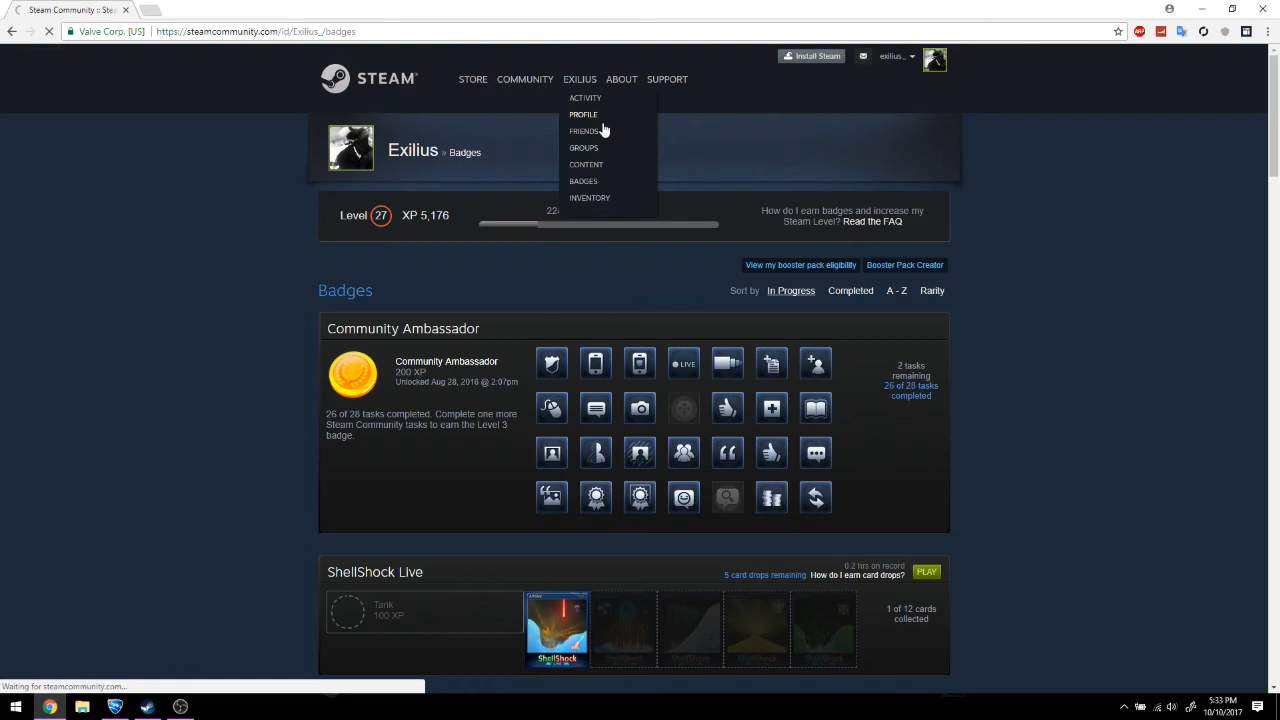 Steam Community :: Ste
Valve Corp. [US]
https://steamcommunity.com/id/Exilius_/badges
Install Steam
exilius_
STEAM
STORE COMMUNITY EXILIUS ABOUT SUPPORT
ACTIVITY
PROFILE
FRIENDS
GROUPS
CONTENT
BADGES
INVENTORY
Exilius » Badges
Level 27 XP 5,176
How do I earn badges and increase my
Steam Level? Read the FAQ
View my booster pack eligibility
Booster Pack Creator
Badges
Sort by In Progress Completed A - Z Rarity
Community Ambassador
Community Ambassador
200 XP
Unlocked Aug 28, 2016 @ 2:07pm
26 of 28 tasks completed. Complete one more
Steam Community tasks to earn the Level 3
badge.
LIVE
2 tasks
remaining
26 of 28 tasks
completed
ShellShock Live
0.2 hrs on record
5 card drops remaining How do I earn card drops?
PLAY
Tank
100 XP
ShellShock
1 of 12 cards
collected
Waiting for steamcommunity.com...
5:33 PM
10/10/2017